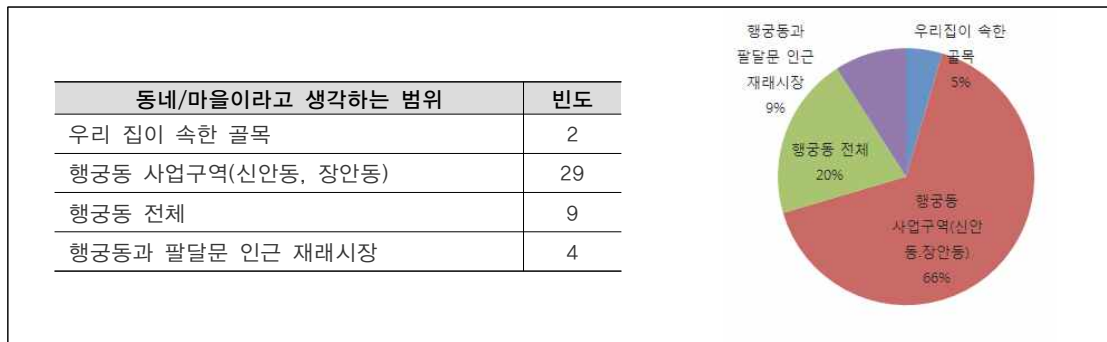 동네/마을이라고 생각하는 범위 빈도
우리 집이 속한 골목 2
행궁동 사업구역(신안동, 장안동) 29
행궁동 전체 9
행궁동과 팔달문 인근 재래시장 4
행궁동과
팔달문 인근
재래시장
9%
우리집이 속한
골목
5%
행궁동 전체
20%
행궁동
사업구역(신안
동.장안동)
66%